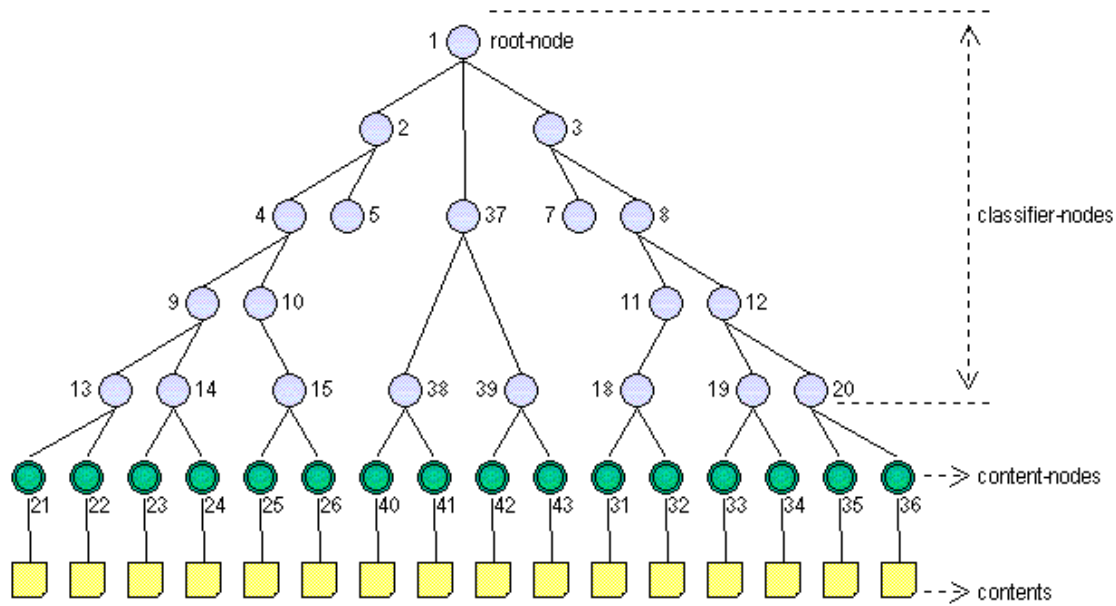 1 root-node
2 3
4 5 37 7 8
classifier-nodes
9 10 11 12
13 14 15 38 39 18 19 20
content-nodes
21 22 23 24 25 26 40 41 42 43 31 32 33 34 35 36
contents